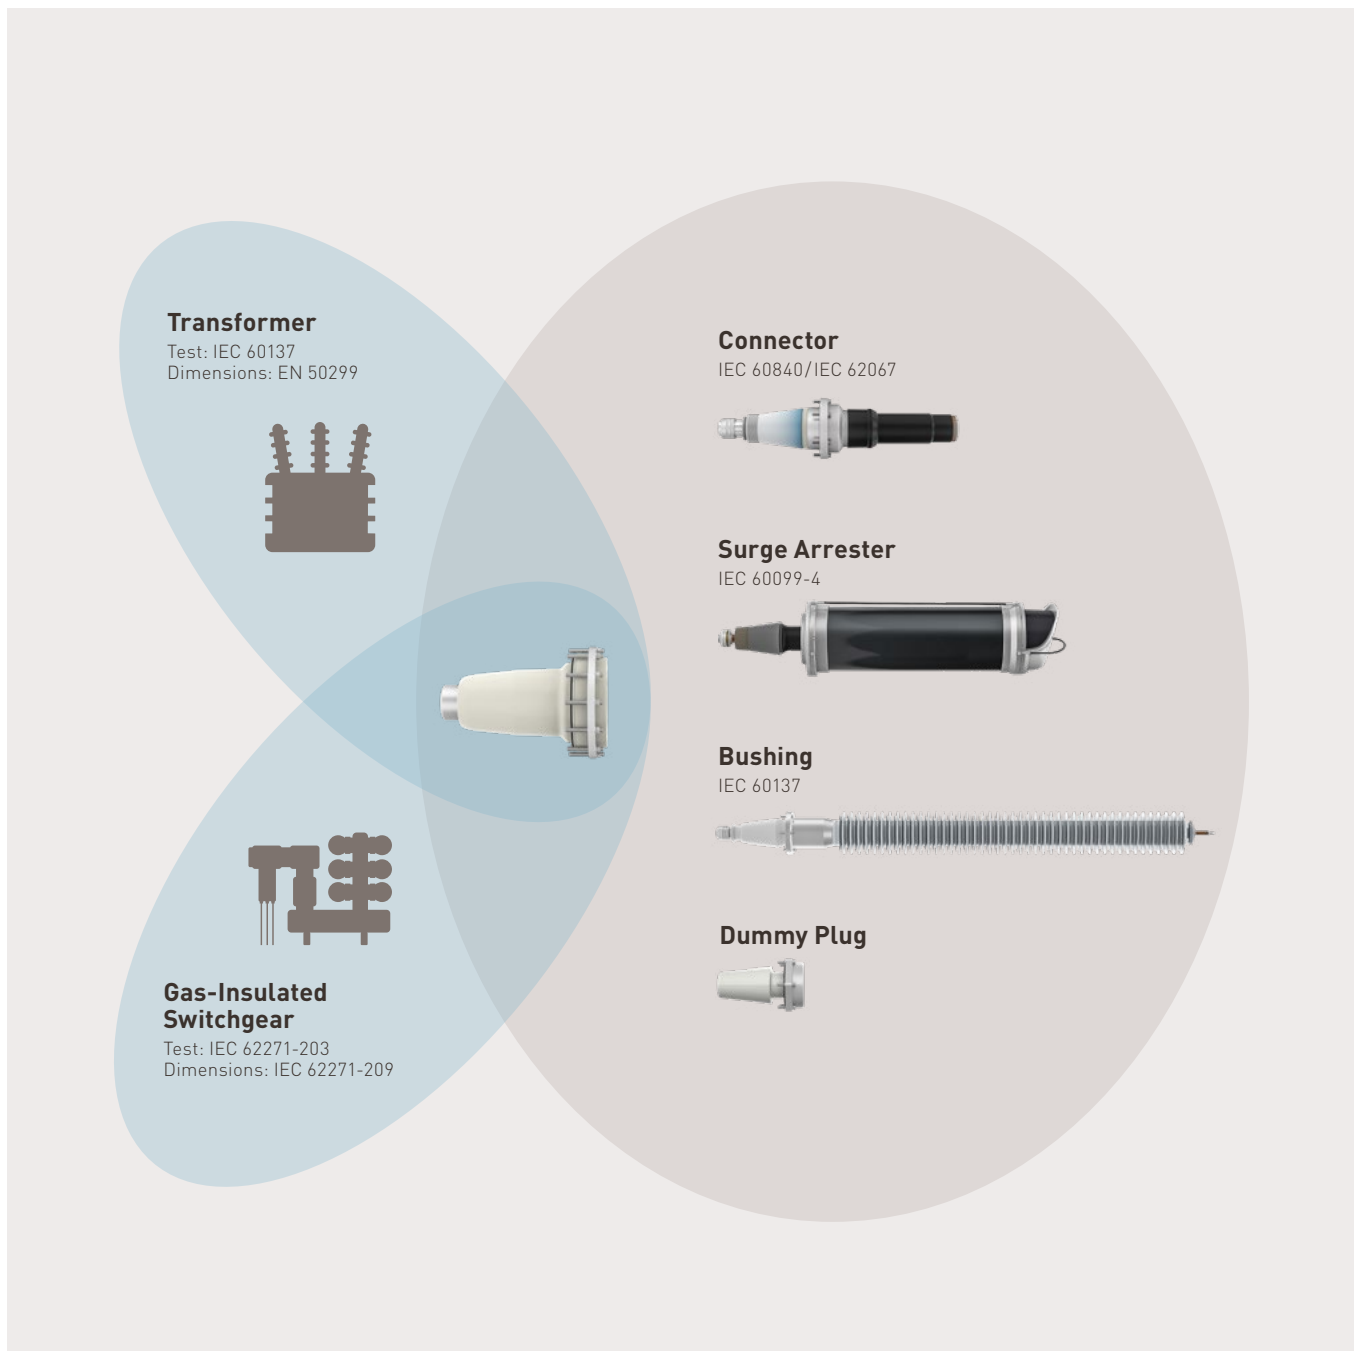 Transformer
Test: IEC 60137
Dimensions: EN 50299
Connector
IEC 60840/IEC 62067
Surge Arrester
IEC 60099-4
Bushing
IEC 60137
Dummy Plug
Gas-Insulated
Switchgear
Test: IEC 62271-203
Dimensions: IEC 62271-209